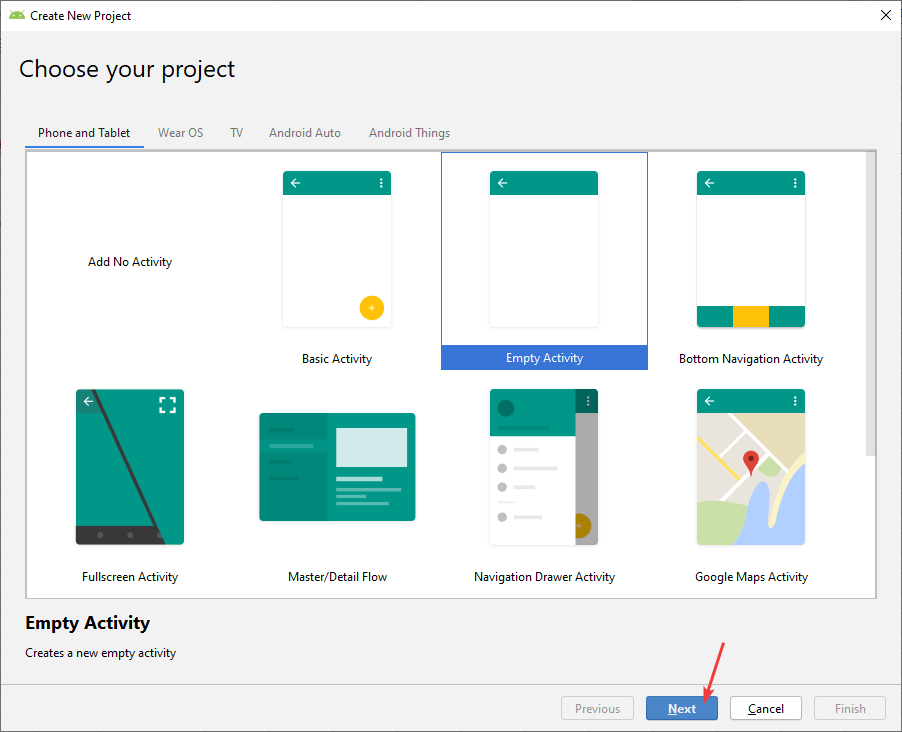 Create New Project
Choose your project
Phone and Tablet Wear OS TV Android Auto Android Things
Add No Activity
Basic Activity
Empty Activity
Bottom Navigation Activity
Fullscreen Activity
Master/Detail Flow
Navigation Drawer Activity
Google Maps Activity
Empty Activity
Creates a new empty activity
Previous Next Cancel Finish